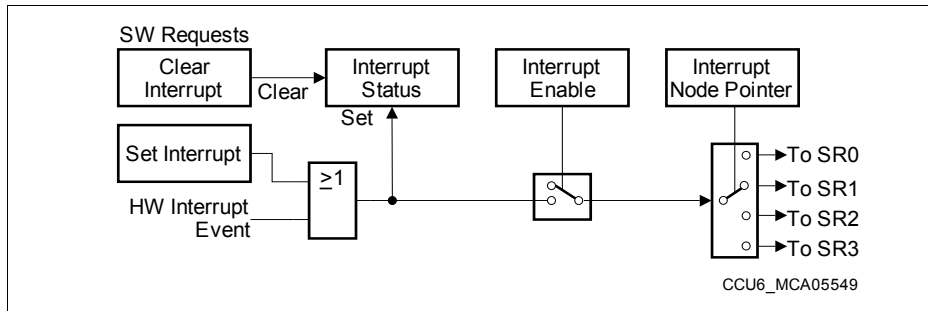 SW Requests
Clear
Interrupt
Clear
Interrupt
Status
Set
Interrupt
Enable
Interrupt
Node Pointer
Set Interrupt
≥1
HW Interrupt
Event
To SR0
To SR1
To SR2
To SR3
CCU6_MCA05549